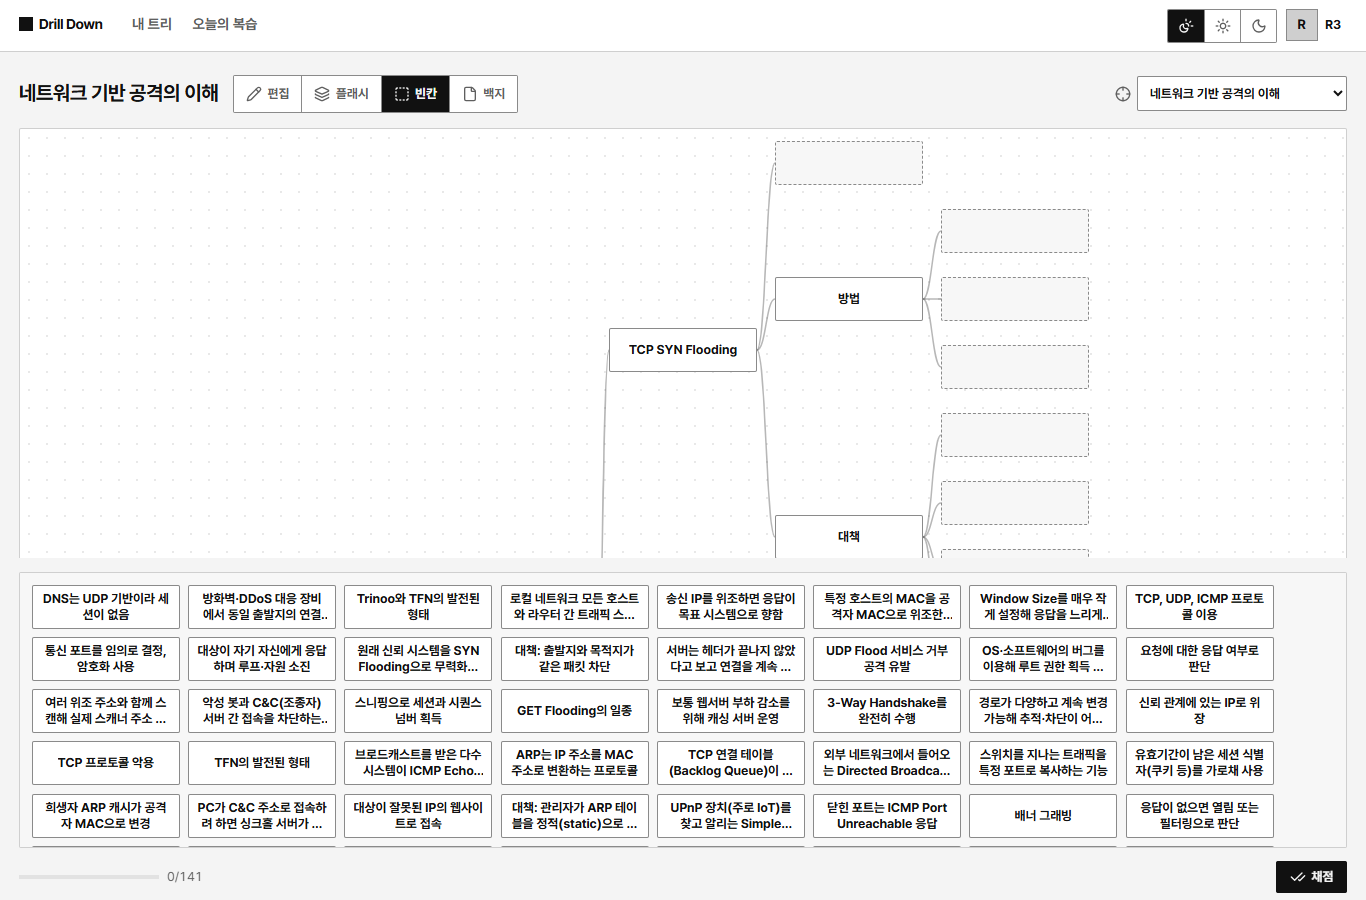 Drill Down
내 트리
오늘의 복습
R
R3
네트워크 기반 공격의 이해
편집
플래시
빈칸
백지
네트워크 기반 공격의 이해
방법
TCP SYN Flooding
대책
DNS는 UDP 기반이라 세
션이 없음
방화벽·DDoS 대응 장비
에서 동일 출발지의 연결..
Trinoo와 TFN의 발전된
형태
로컬 네트워크 모든 호스트
와 라우터 간 트래픽 스...
송신 IP를 위조하면 응답이
목표 시스템으로 향함
특정 호스트의 MAC을 공
격자 MAC으로 위조한...
Window Size를 매우 작
게 설정해 응답을 느리게..
TCP, UDP, ICMP 프로토
콜 이용
통신 포트를 임의로 결정,
암호화 사용
대상이 자기 자신에게 응답
하며 루프·자원 소진
원래 신뢰 시스템을 SYN
Flooding으로 무력화...
대책: 출발지와 목적지가
같은 패킷 차단
서버는 헤더가 끝나지 않았
다고 보고 연결을 계속 ...
UDP Flood 서비스 거부
공격 유발
OS·소프트웨어의 버그를
이용해 루트 권한 획득 ...
요청에 대한 응답 여부로
판단
여러 위조 주소와 함께 스
캔해 실제 스캐너 주소 ...
악성 봇과 C&C(조종자)
서버 간 접속을 차단하는..
스니핑으로 세션과 시퀀스
넘버 획득
GET Flooding의 일종
보통 웹서버 부하 감소를
위해 캐싱 서버 운영
3-Way Handshake를
완전히 수행
경로가 다양하고 계속 변경
가능해 추적·차단이 어...
신뢰 관계에 있는 IP로 위
장
TCP 프로토콜 악용
TFN의 발전된 형태
브로드캐스트를 받은 다수
시스템이 ICMP Echo...
ARP는 IP 주소를 MAC
주소로 변환하는 프로토콜
TCP 연결 테이블
(Backlog Queue)이 ...
외부 네트워크에서 들어오
는 Directed Broadca...
스위치를 지나는 트래픽을
특정 포트로 복사하는 기능
유효기간이 남은 세션 식별
자(쿠키 등)를 가로채 사용
희생자 ARP 캐시가 공격
자 MAC으로 변경
PC가 C&C 주소로 접속하
려 하면 싱크홀 서버가 ...
대상이 잘못된 IP의 웹사이
트로 접속
대책: 관리자가 ARP 테이
블을 정적(static)으로 ...
UPnP 장치(주로 IoT)를
찾고 알리는 Simple...
닫힌 포트는 ICMP Port
Unreachable 응답
배너 그래빙
응답이 없으면 열림 또는
필터링으로 판단
0/141
채점